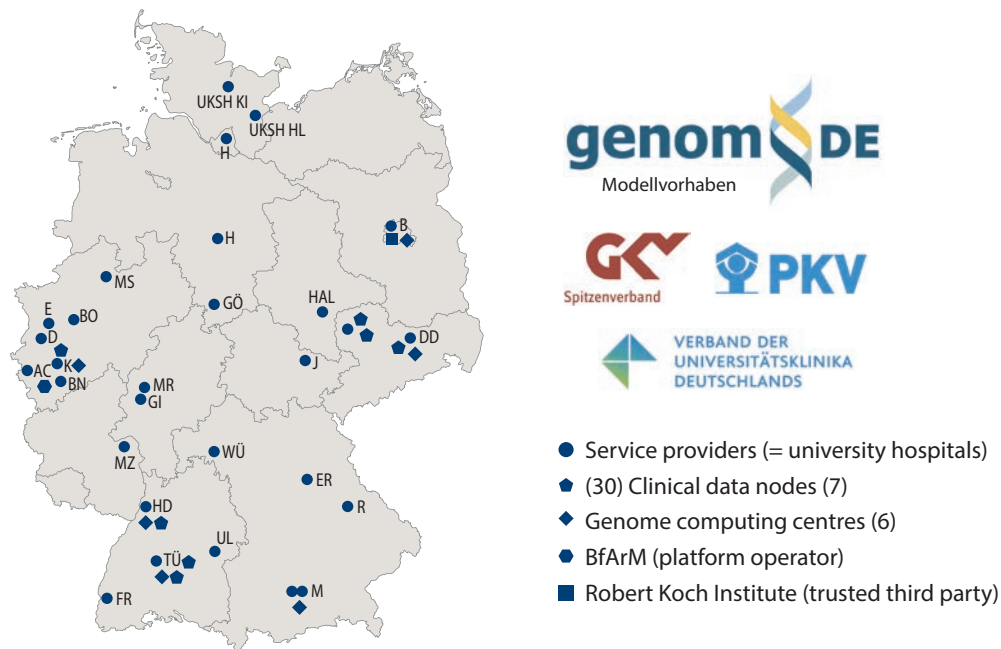 UKSH KI
UKSH HL
H
B
H
MS
GÖ
HAL
E
BO
D
DD
K
J
AC
BN
MR
GI
MZ
WÜ
ER
HD
R
UL
TÜ
M
FR
genom DE
Modellvorhaben
GKV
Spitzenverband
PKV
VERBAND DER
UNIVERSITÄTSKLINIKA
DEUTSCHLANDS
Service providers (= university hospitals)
(30) Clinical data nodes (7)
Genome computing centres (6)
BfArM (platform operator)
Robert Koch Institute (trusted third party)